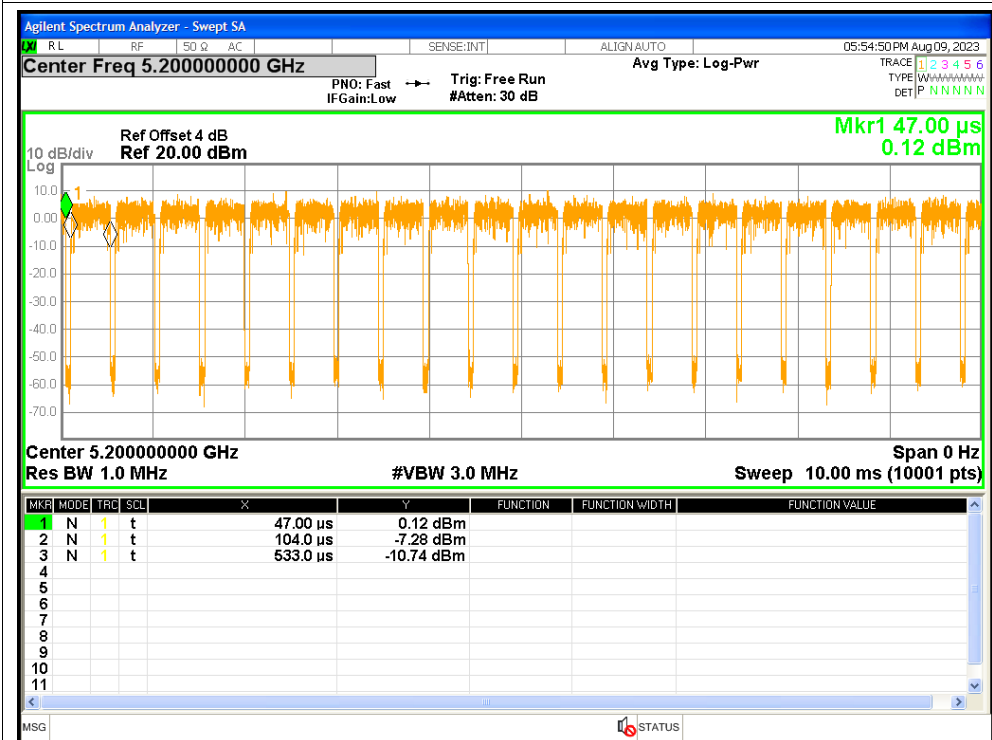 Agilent Spectrum Analyzer - Swept SA
LXI RL RF 50 Ω AC SENSE:INT ALIGN AUTO 05:54:50 PM Aug 09, 2023
Center Freq 5.200000000 GHz
PNO: Fast
IFGain:Low
Trig: Free Run
#Atten: 30 dB
Avg Type: Log-Pwr
TRACE 1 2 3 4 5 6
TYPE
DET P N N N N N
Mkr1 47.00 µs
0.12 dBm
Ref Offset 4 dB
10 dB/div Ref 20.00 dBm
Log
10.0
0.00
-10.0
-20.0
-30.0
-40.0
-50.0
-60.0
-70.0
1
Center 5.200000000 GHz Span 0 Hz
Res BW 1.0 MHz #VBW 3.0 MHz Sweep 10.00 ms (10001 pts)
MKR MODE TRC SCL X Y FUNCTION FUNCTION WIDTH FUNCTION VALUE
1 N 1 t 47.00 µs 0.12 dBm
2 N 1 t 104.0 µs -7.28 dBm
3 N 1 t 533.0 µs -10.74 dBm
4
5
6
7
8
9
10
11
MSG STATUS